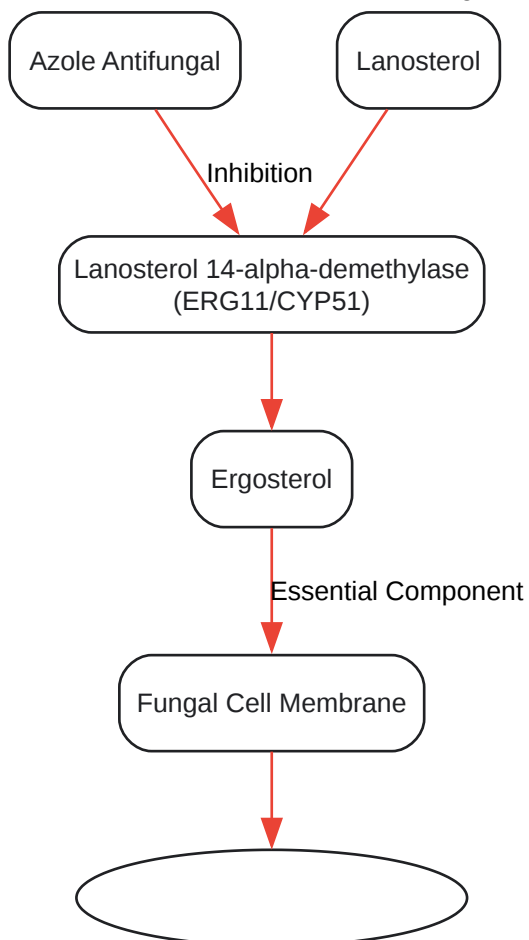 Azole Antifungal
Lanosterol
Inhibition
Lanosterol 14-alpha-demethylase
(ERG11/CYP51)
Ergosterol
Essential Component
Fungal Cell Membrane